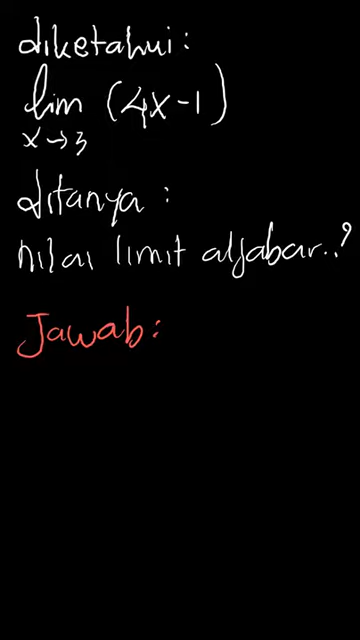 diketahui:
lim (4x-1)
x→3
ditanya:
nilai limit aljabar..?
Jawab: